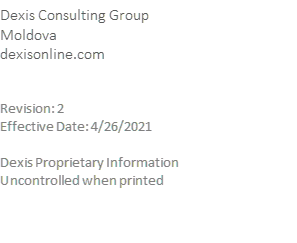 Dexis Consulting Group
Moldova
dexisonline.com
Revision: 2
Effective Date: 4/26/2021
Dexis Proprietary Information
Uncontrolled when printed